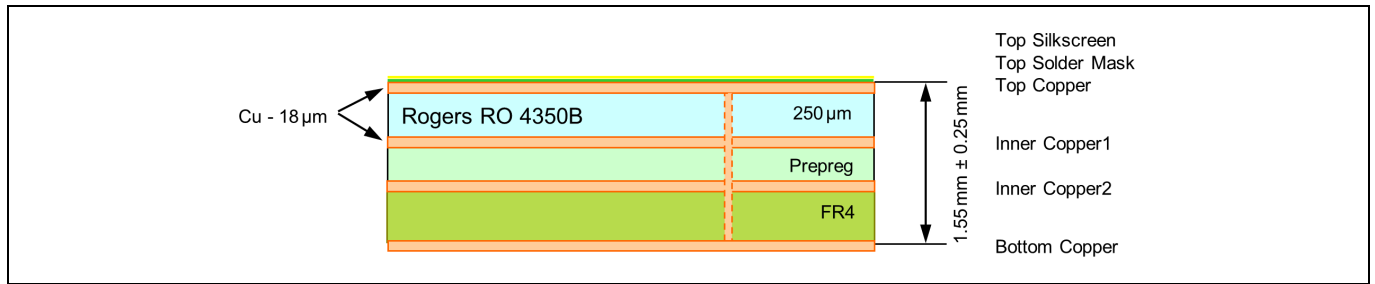 Top Silkscreen
Top Solder Mask
Top Copper
Cu - 18 µm
Rogers RO 4350B
250 µm
Inner Copper1
Prepreg
Inner Copper2
FR4
1.55 mm ± 0.25 mm
Bottom Copper